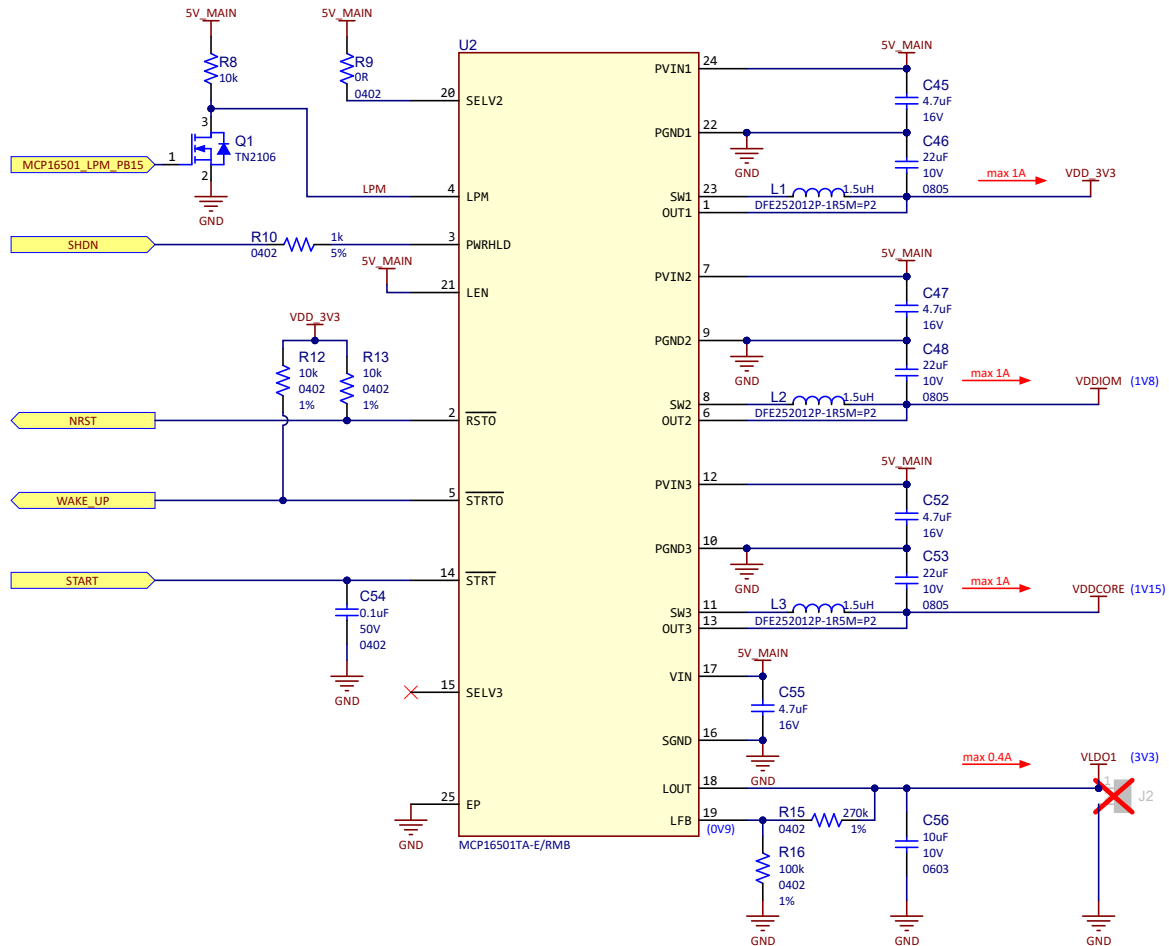 5V_MAIN
5V_MAIN
R8
10k
R9
0R
0402
3
Q1
TN2106
1
2
MCP16501_LPM_PB15
GND
LPM
SHDN
R10
0402
1k
5%
5V_MAIN
VDD_3V3
R12
10k
0402
1%
R13
10k
0402
1%
NRST
WAKE_UP
START
C54
0.1uF
50V
0402
GND
GND
U2
20
SELV2
4
LPM
3
PWRHLD
21
LEN
2
RSTO
5
STRTO
14
STRT
15
SELV3
25
EP
MCP16501TA-E/RMB
PVIN1
24
PGND1
22
SW1
23
OUT1
1
PVIN2
7
PGND2
9
SW2
8
OUT2
6
PVIN3
12
PGND3
10
SW3
11
OUT3
13
VIN
17
SGND
16
LOUT
18
LFB
19
(0V9)
5V_MAIN
C45
4.7uF
16V
C46
22uF
10V
0805
GND
L1
1.5uH
DFE252012P-1R5M=P2
max 1A
VDD_3V3
5V_MAIN
C47
4.7uF
16V
C48
22uF
10V
0805
GND
L2
1.5uH
DFE252012P-1R5M=P2
max 1A
VDDIOM
(1V8)
5V_MAIN
C52
4.7uF
16V
C53
22uF
10V
0805
GND
L3
1.5uH
DFE252012P-1R5M=P2
max 1A
VDDCORE
(1V15)
5V_MAIN
C55
4.7uF
16V
GND
max 0.4A
VLDO1
(3V3)
1
J2
R15
0402
270k
1%
R16
100k
0402
1%
C56
10uF
10V
0603
GND
GND
GND